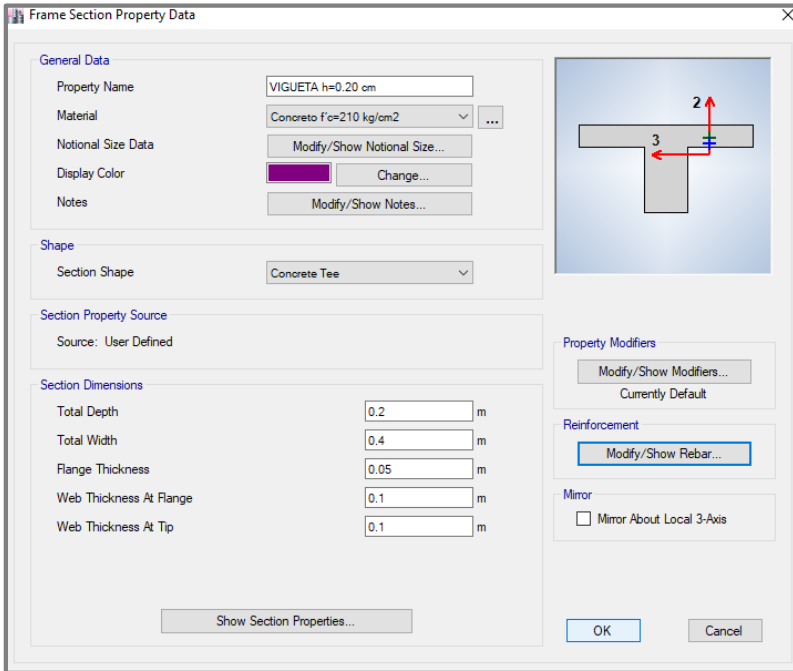 Frame Section Property Data
General Data
Property Name
VIGUETA h=0.20 cm
Material
Concreto f´c=210 kg/cm2
...
Notional Size Data
Modify/Show Notional Size...
Display Color
Change...
Notes
Modify/Show Notes...
2
3
Shape
Section Shape
Concrete Tee
Section Property Source
Source: User Defined
Property Modifiers
Modify/Show Modifiers...
Currently Default
Section Dimensions
Total Depth
0.2
m
Total Width
0.4
m
Flange Thickness
0.05
m
Web Thickness At Flange
0.1
m
Web Thickness At Tip
0.1
m
Reinforcement
Modify/Show Rebar...
Mirror
Mirror About Local 3-Axis
Show Section Properties...
OK
Cancel